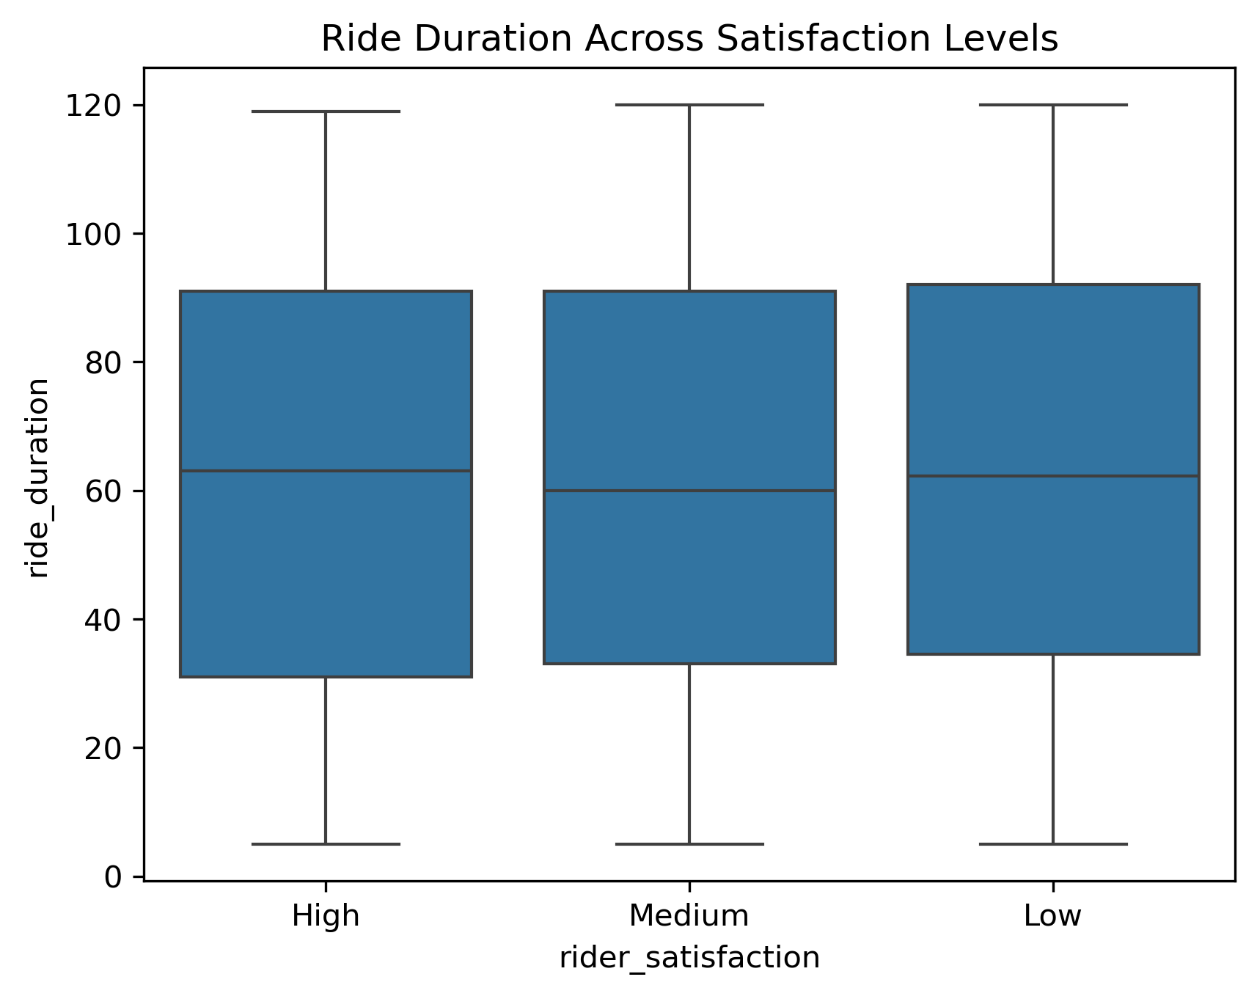 Ride Duration Across Satisfaction Levels
120
100
80
60
40
20
0
ride_duration
High
Medium
Low
rider_satisfaction